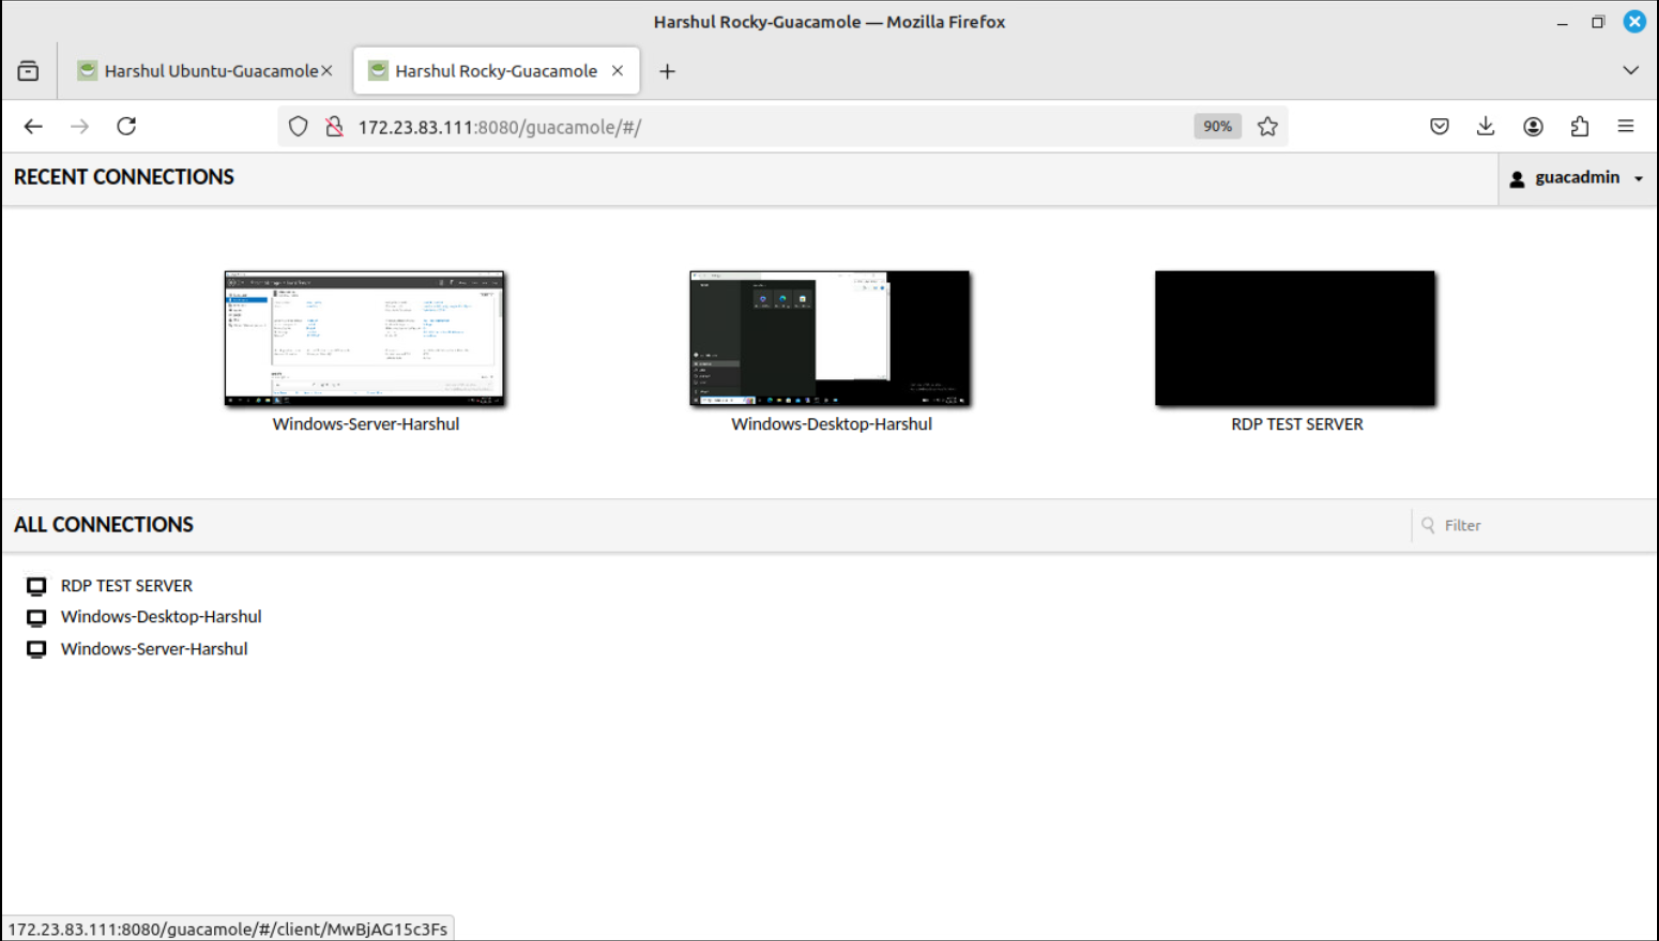 Harshul Rocky-Guacamole — Mozilla Firefox
Harshul Ubuntu-Guacamole
Harshul Rocky-Guacamole
172.23.83.111:8080/guacamole/#/
90%
RECENT CONNECTIONS
guacadmin
Windows-Server-Harshul
Windows-Desktop-Harshul
RDP TEST SERVER
ALL CONNECTIONS
Filter
RDP TEST SERVER
Windows-Desktop-Harshul
Windows-Server-Harshul
172.23.83.111:8080/guacamole/#/client/MwBjAG15c3Fs